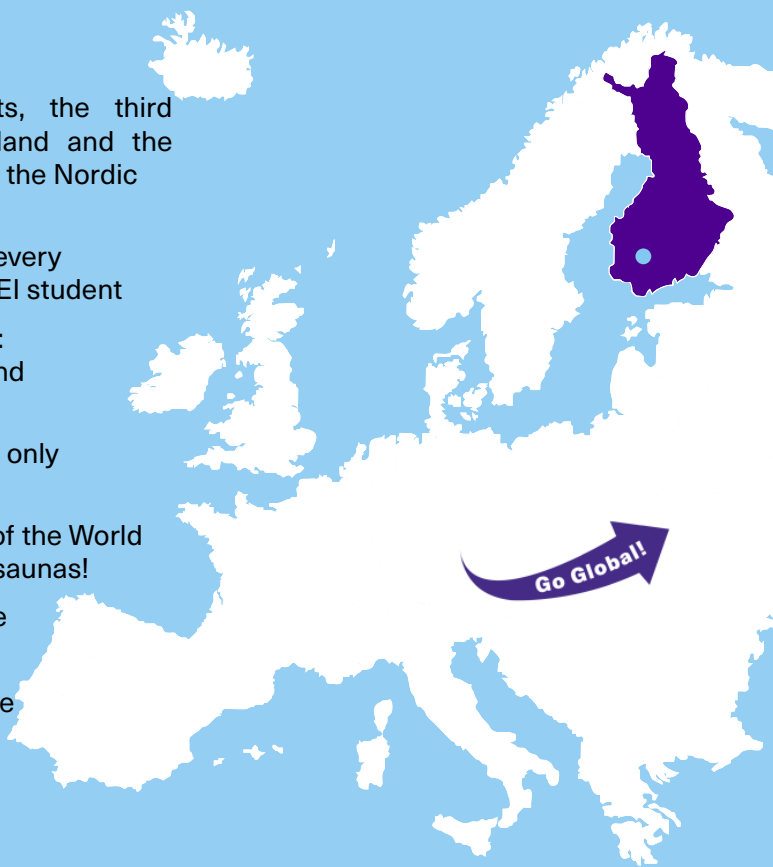 ts, the third
land and the
the Nordic
every
EI student
:
nd
only
of the World
saunas!
e
e
Go Global!